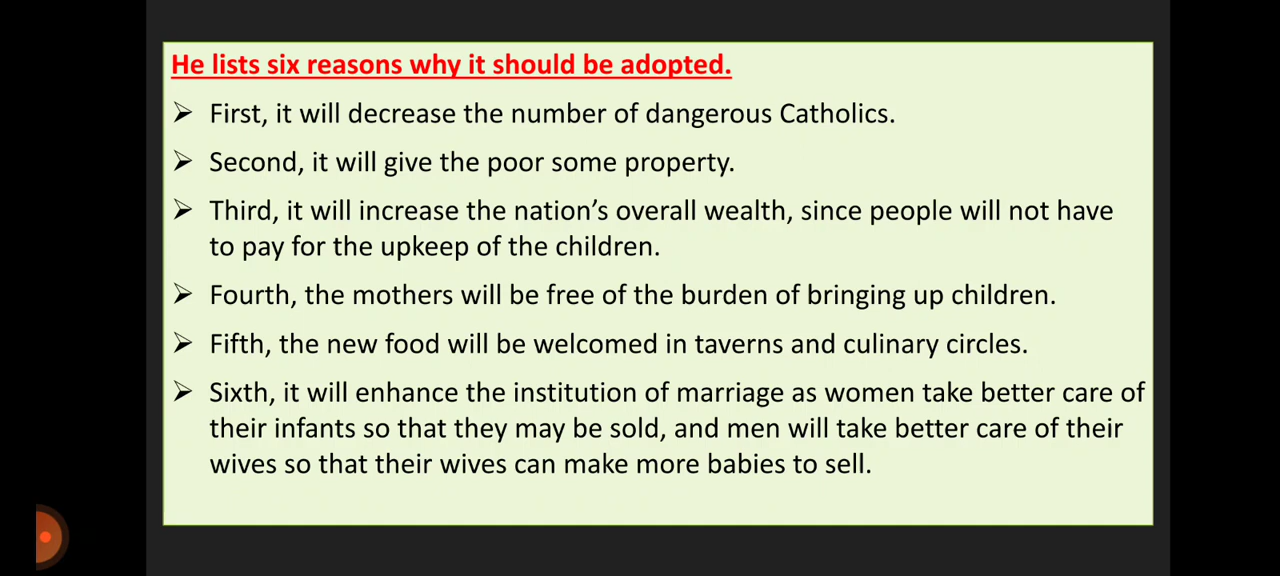 He lists six reasons why it should be adopted.
➢ First, it will decrease the number of dangerous Catholics.
➢ Second, it will give the poor some property.
➢ Third, it will increase the nation’s overall wealth, since people will not have
to pay for the upkeep of the children.
➢ Fourth, the mothers will be free of the burden of bringing up children.
➢ Fifth, the new food will be welcomed in taverns and culinary circles.
➢ Sixth, it will enhance the institution of marriage as women take better care of
their infants so that they may be sold, and men will take better care of their
wives so that their wives can make more babies to sell.